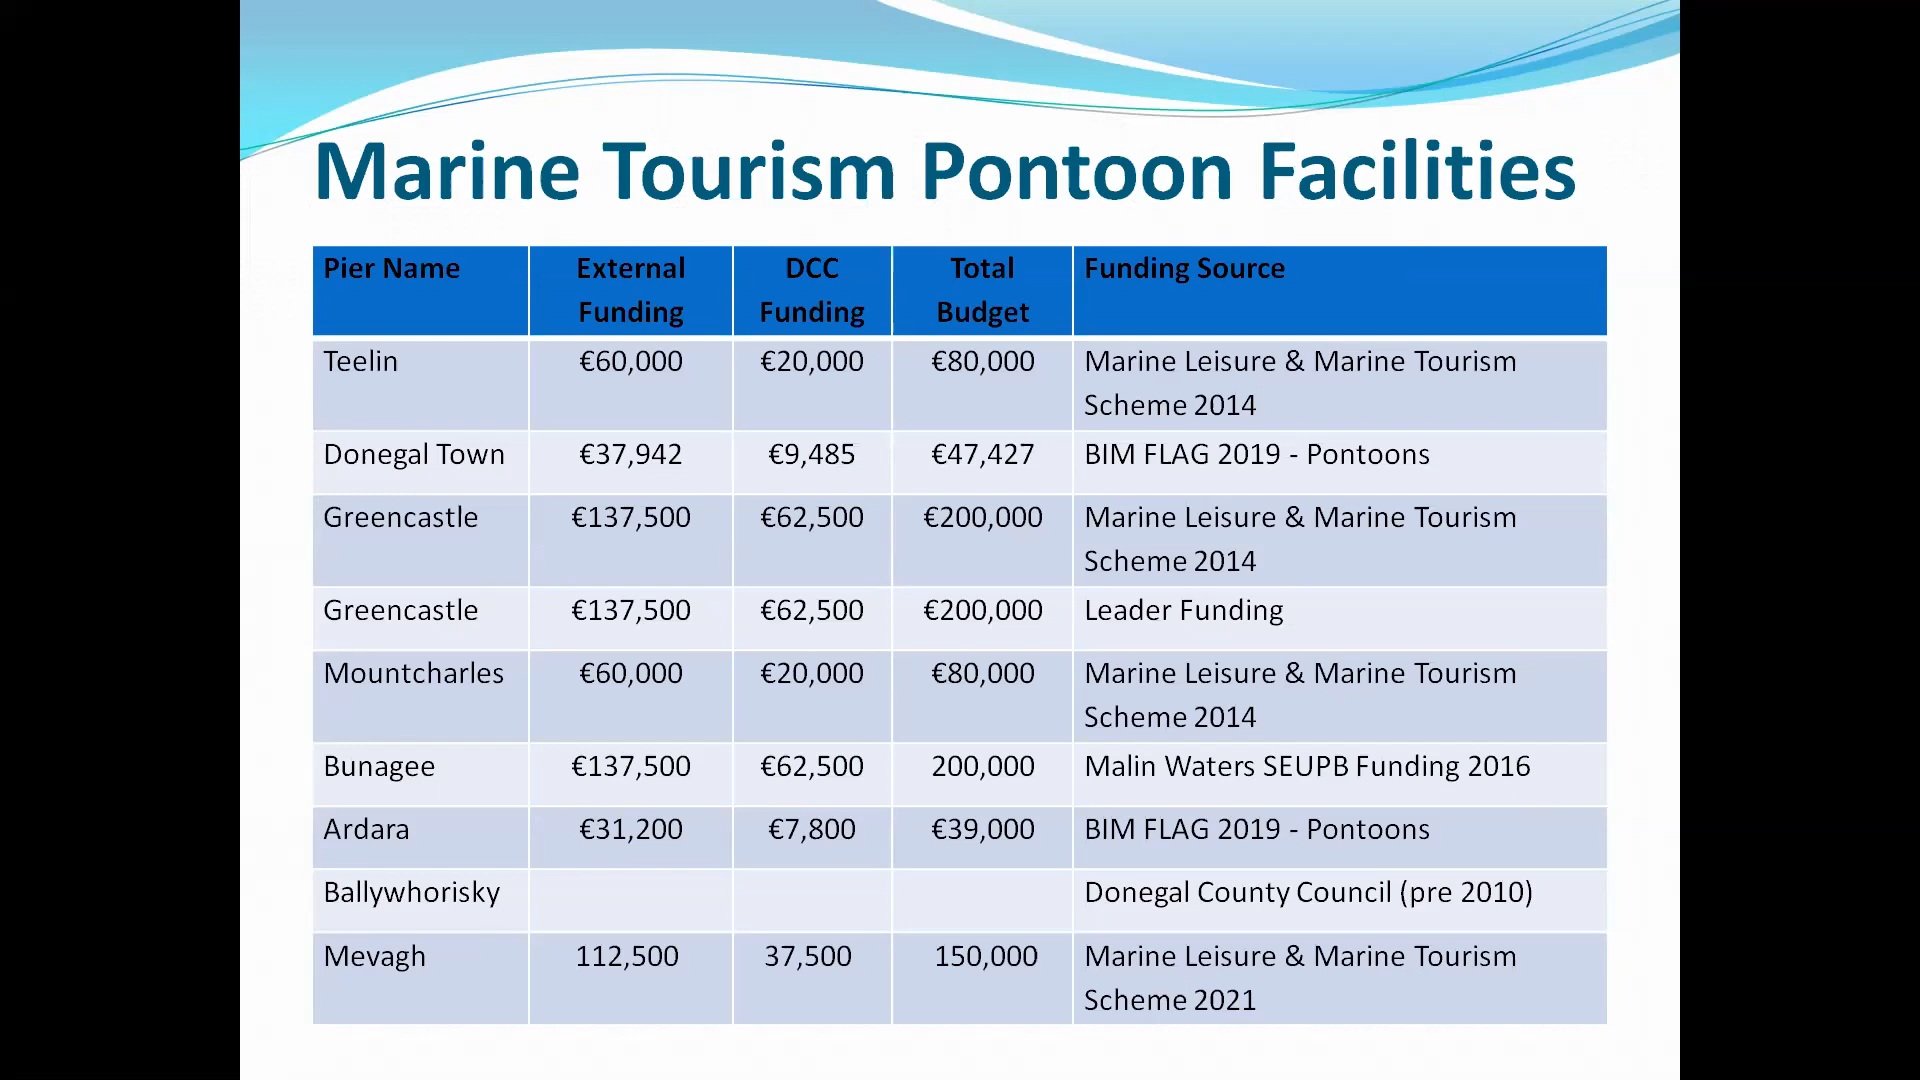 Marine Tourism Pontoon Facilities
Pier Name External Funding DCC Funding Total Budget Funding Source
Teelin €60,000 €20,000 €80,000 Marine Leisure & Marine Tourism
Scheme 2014
Donegal Town €37,942 €9,485 €47,427 BIM FLAG 2019 - Pontoons
Greencastle €137,500 €62,500 €200,000 Marine Leisure & Marine Tourism
Scheme 2014
Greencastle €137,500 €62,500 €200,000 Leader Funding
Mountcharles €60,000 €20,000 €80,000 Marine Leisure & Marine Tourism
Scheme 2014
Bunagee €137,500 €62,500 200,000 Malin Waters SEUPB Funding 2016
Ardara €31,200 €7,800 €39,000 BIM FLAG 2019 - Pontoons
Ballywhorisky Donegal County Council (pre 2010)
Mevagh 112,500 37,500 150,000 Marine Leisure & Marine Tourism
Scheme 2021